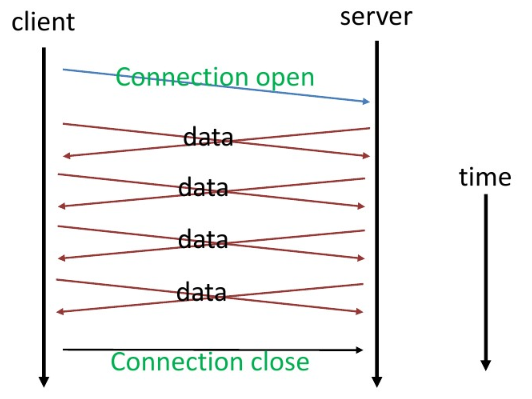 client
server
Connection open
data
data
time
data
data
Connection close